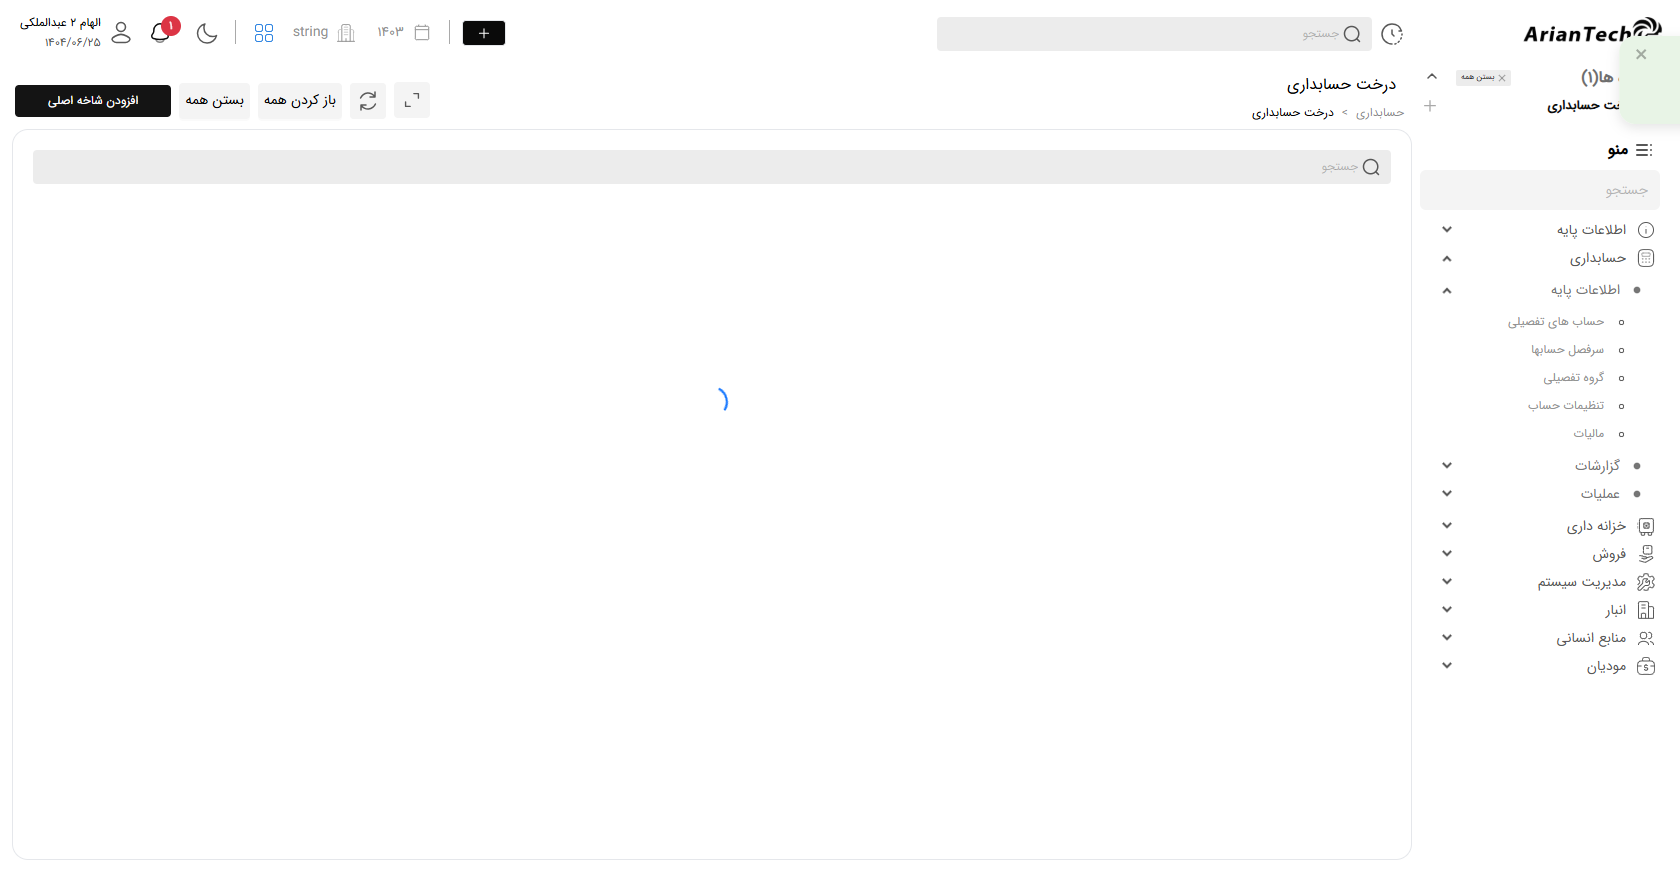 ArianTech
جستجو
۱۴۰۳
string
۱
الهام ۲ عبدالملکی
۱۴۰۴/۰۶/۲۵
ها(۱)
بستن همه
درخت حسابداری
حسابداری > درخت حسابداری
باز کردن همه
بستن همه
افزودن شاخه اصلی
جستجو
حسابداری
منو
جستجو
اطلاعات پایه
حسابداری
اطلاعات پایه
حساب های تفصیلی
سرفصل حسابها
گروه تفصیلی
تنظیمات حساب
مالیات
گزارشات
عملیات
خزانه داری
فروش
مدیریت سیستم
انبار
منابع انسانی
مودیان